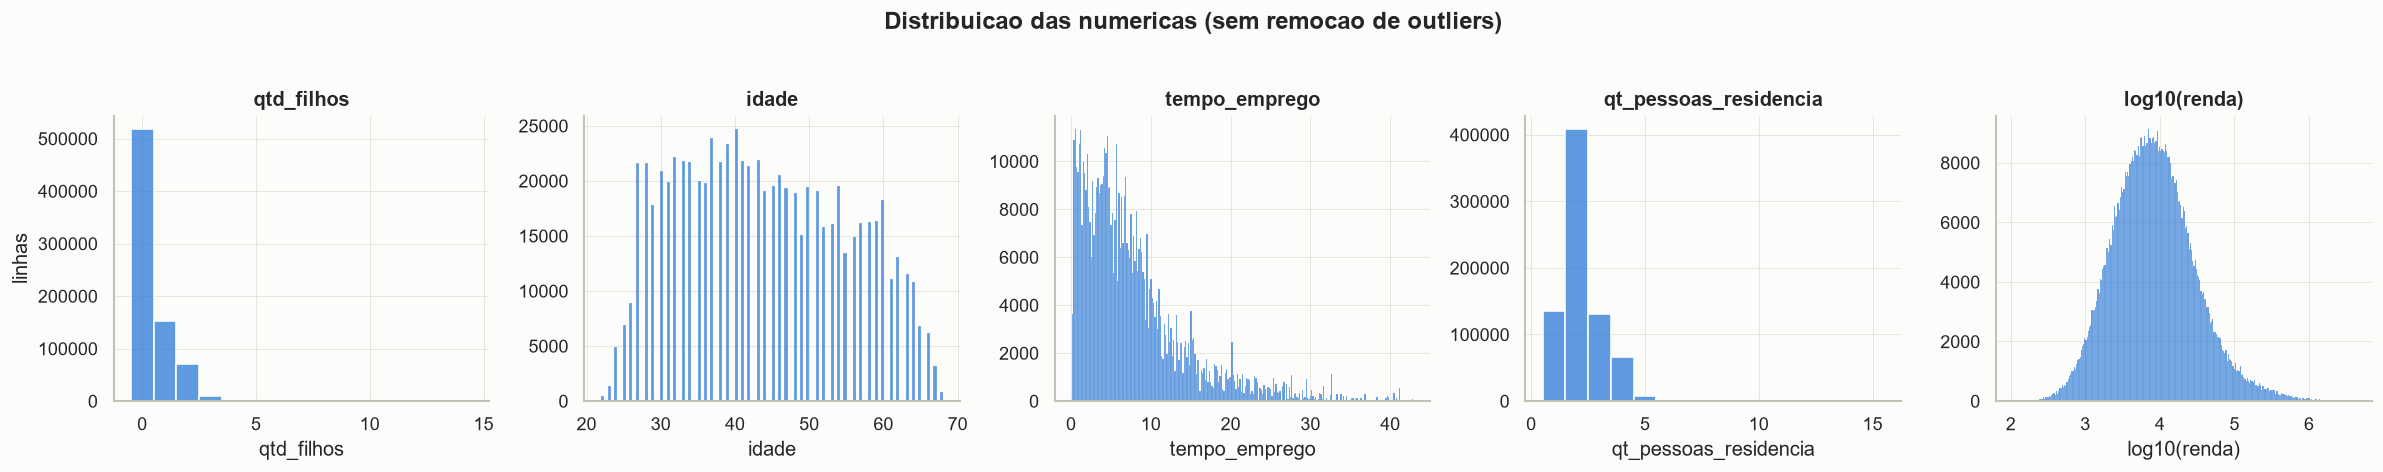 Distribuicao das numericas (sem remocao de outliers)
qtd_filhos
500000
400000
300000
200000
100000
0
linhas
0 5 10 15
qtd_filhos
idade
25000
20000
15000
10000
5000
0
20 30 40 50 60 70
idade
tempo_emprego
10000
8000
6000
4000
2000
0
0 10 20 30 40
tempo_emprego
qt_pessoas_residencia
400000
300000
200000
100000
0
0 5 10 15
qt_pessoas_residencia
log10(renda)
8000
6000
4000
2000
0
2 3 4 5 6
log10(renda)